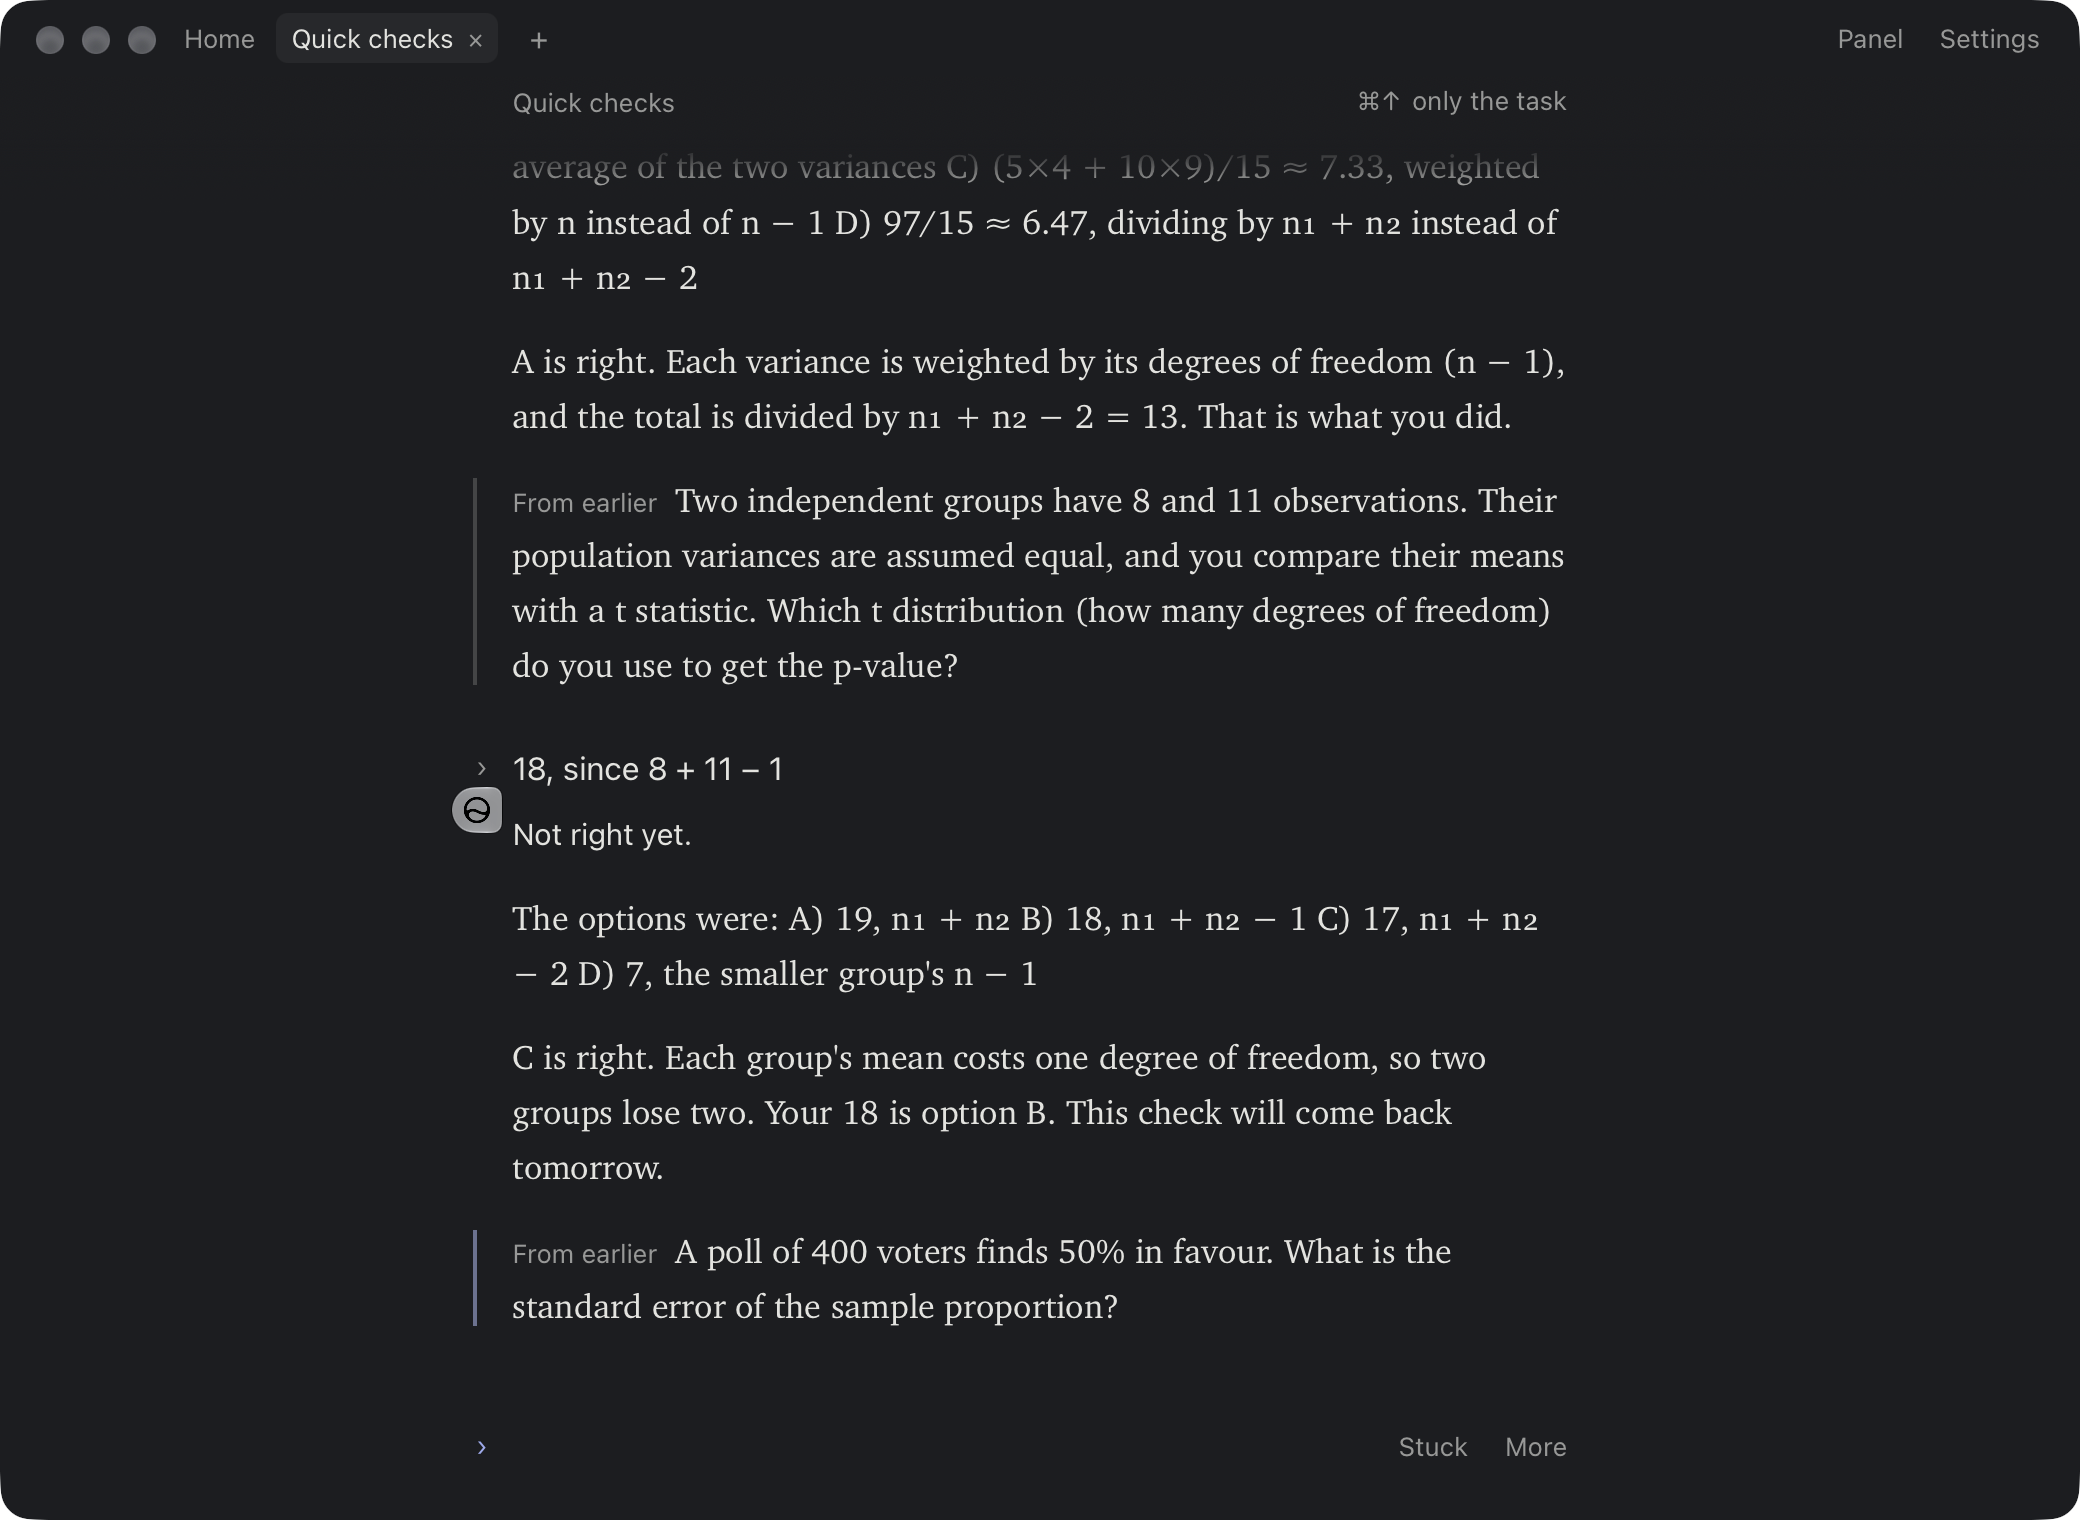 Home
Quick checks ×
+
Panel
Settings
Quick checks
⌘↑ only the task
average of the two variances C) (5×4 + 10×9)/15 ≈ 7.33, weighted
by n instead of n − 1 D) 97/15 ≈ 6.47, dividing by n₁ + n₂ instead of
n₁ + n₂ − 2
A is right. Each variance is weighted by its degrees of freedom (n − 1),
and the total is divided by n₁ + n₂ − 2 = 13. That is what you did.
From earlier Two independent groups have 8 and 11 observations. Their
population variances are assumed equal, and you compare their means
with a t statistic. Which t distribution (how many degrees of freedom)
do you use to get the p-value?
› 18, since 8 + 11 – 1
Not right yet.
The options were: A) 19, n₁ + n₂ B) 18, n₁ + n₂ − 1 C) 17, n₁ + n₂
− 2 D) 7, the smaller group's n − 1
C is right. Each group's mean costs one degree of freedom, so two
groups lose two. Your 18 is option B. This check will come back
tomorrow.
From earlier A poll of 400 voters finds 50% in favour. What is the
standard error of the sample proportion?
›
Stuck
More